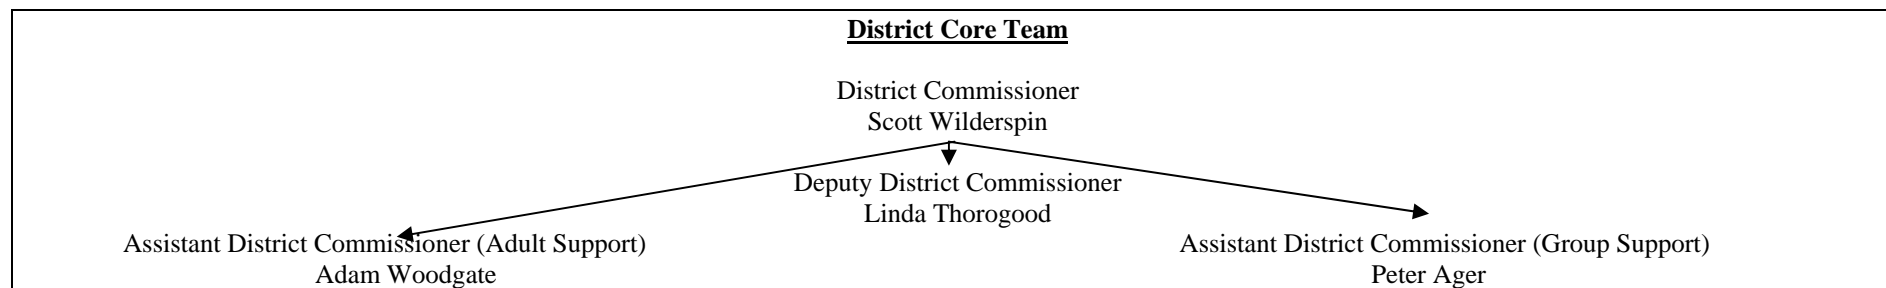 District Core Team
District Commissioner
Scott Wilderspin
Deputy District Commissioner
Linda Thorogood
Assistant District Commissioner (Adult Support)
Adam Woodgate
Assistant District Commissioner (Group Support)
Peter Ager